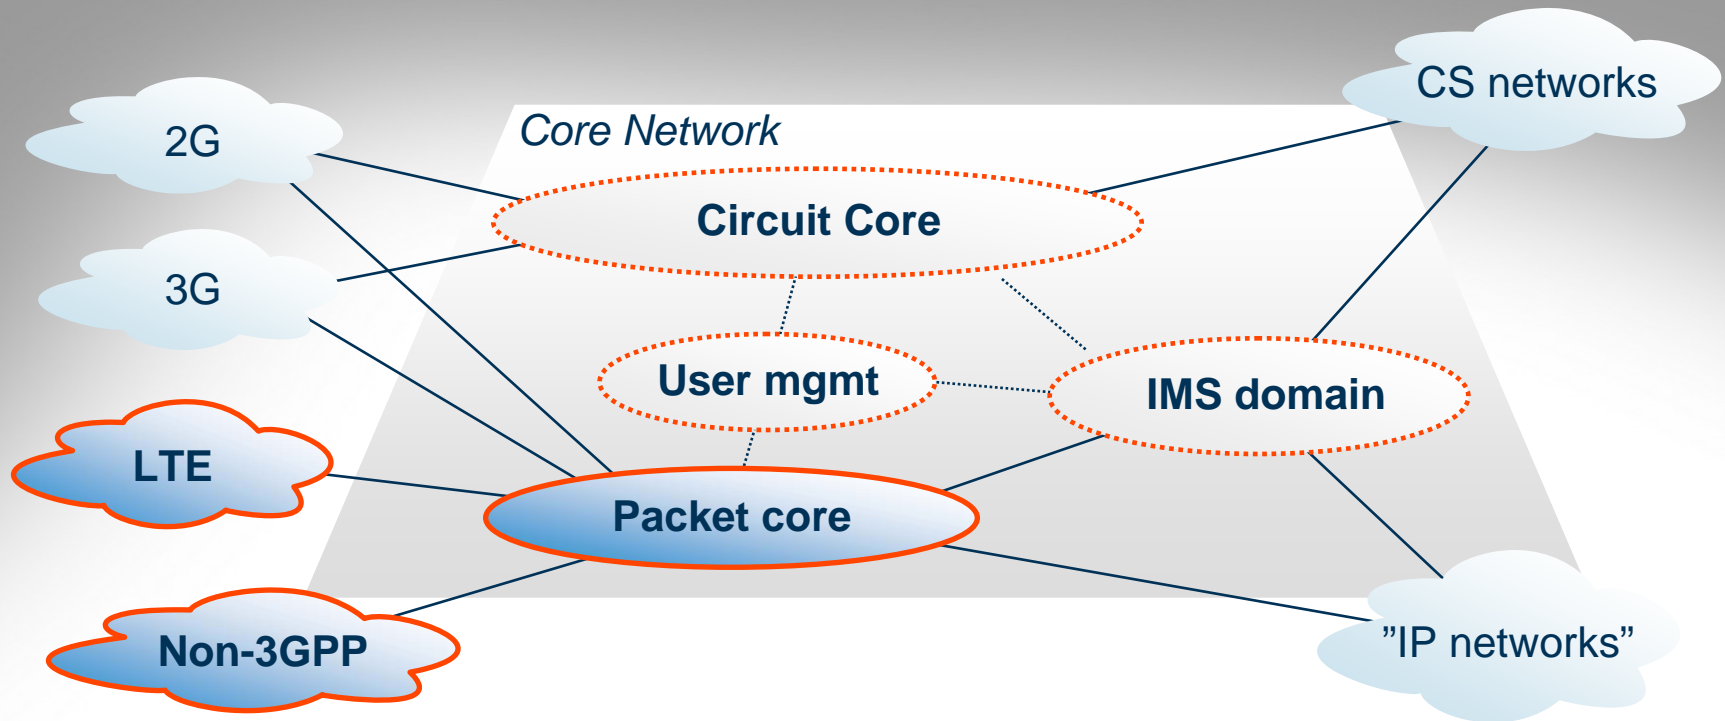 CS networks
2G
Core Network
Circuit Core
3G
User mgmt
IMS domain
LTE
Packet core
Non-3GPP
”IP networks”